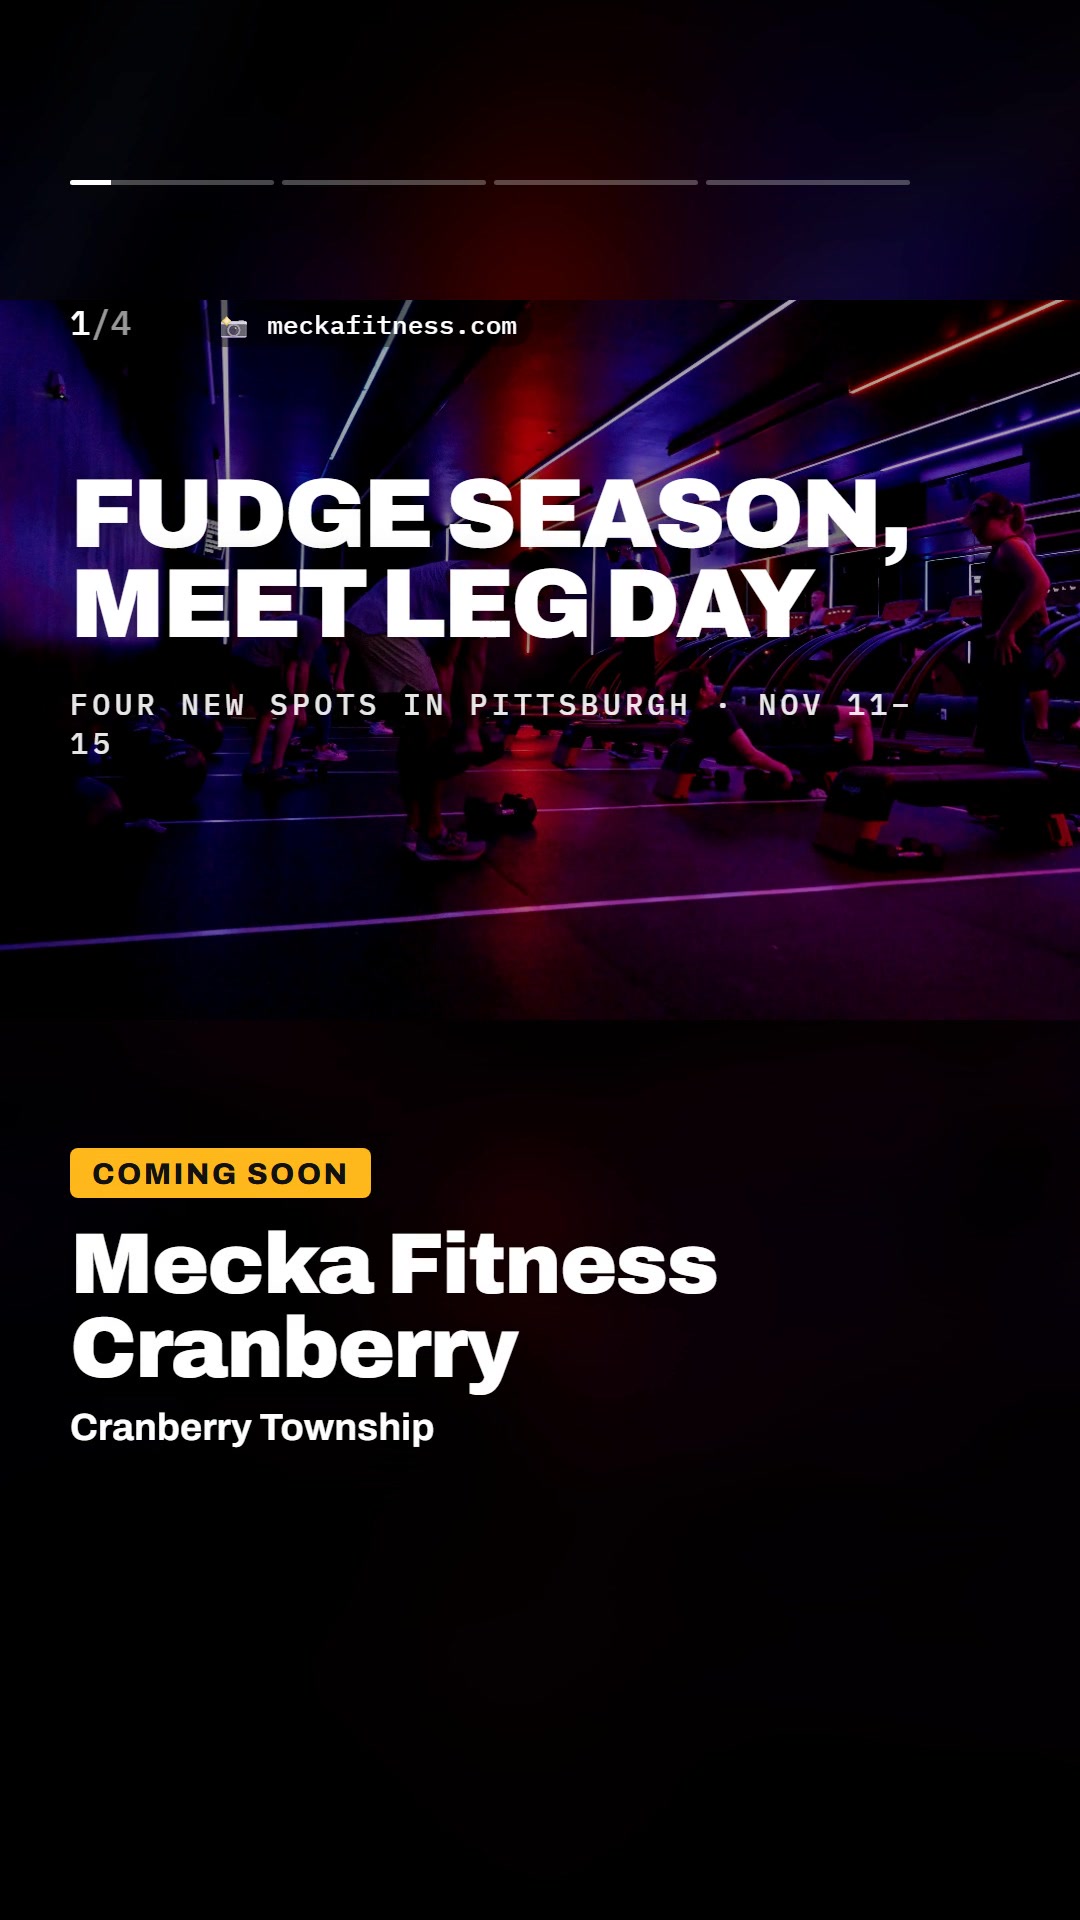 1/4
meckafitness.com
FUDGE SEASON,
MEET LEG DAY
FOUR NEW SPOTS IN PITTSBURGH · NOV 11–
15
COMING SOON
Mecka Fitness
Cranberry
Cranberry Township